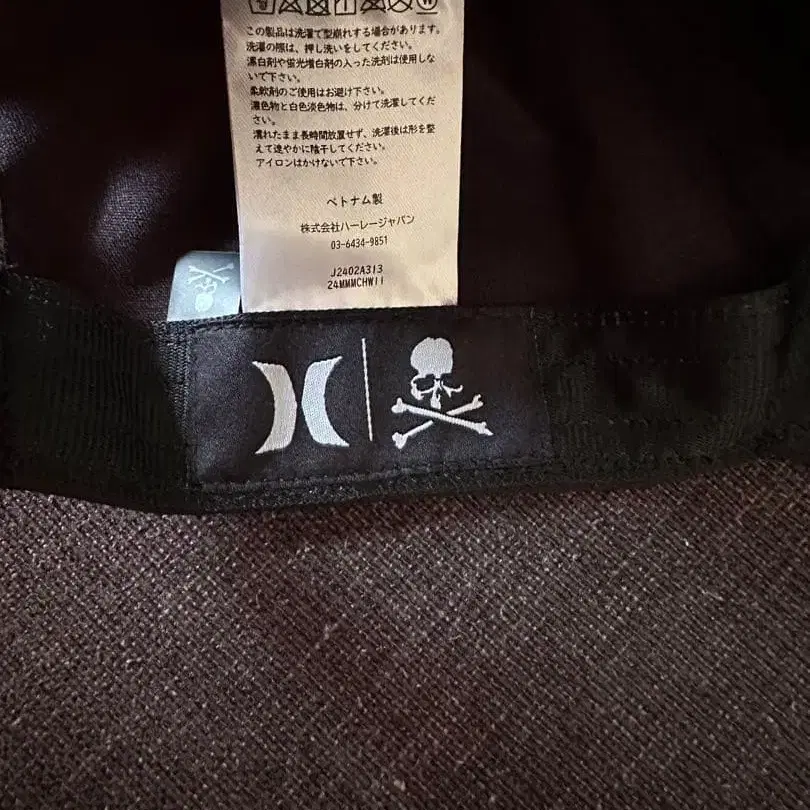 この製品は洗濯で型崩れする場合があります。
洗濯の際は、押し洗いをしてください。
漂白剤や蛍光増白剤の入った洗剤は使用しな
いで下さい。
柔軟剤のご使用はお避け下さい。
濃色物と白色淡色物は、分けて洗濯してくだ
さい。
濡れたまま長時間放置せず、洗濯後は形を整
えて速やかに陰干してください。
アイロンはかけないで下さい。
ベトナム製
株式会社ハーレージャパン
03-6434-9851
J2402A313
24MMMCHW11